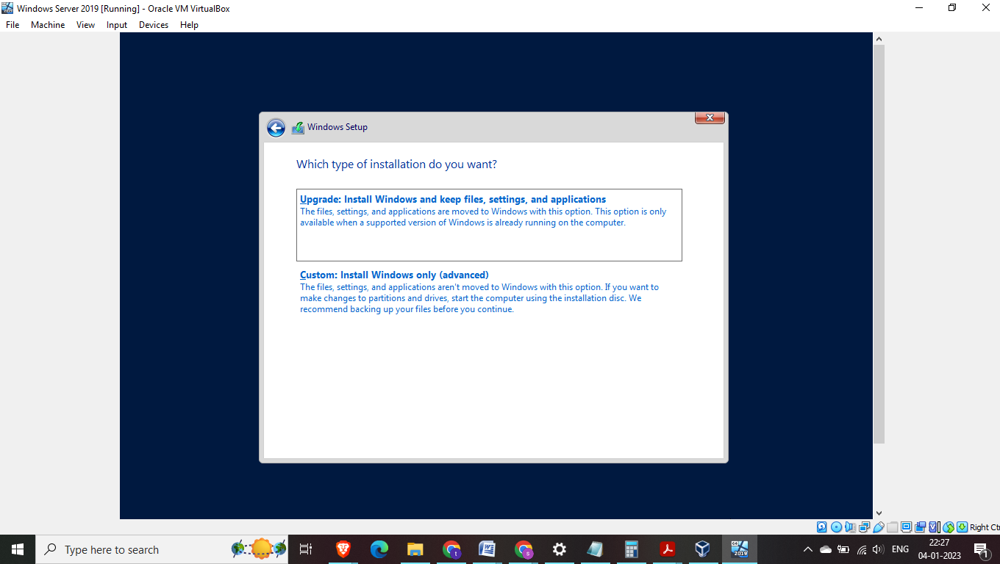 Windows Server 2019 [Running] - Oracle VM VirtualBox
File Machine View Input Devices Help
Windows Setup
Which type of installation do you want?
Upgrade: Install Windows and keep files, settings, and applications
The files, settings, and applications are moved to Windows with this option. This option is only
available when a supported version of Windows is already running on the computer.
Custom: Install Windows only (advanced)
The files, settings, and applications aren't moved to Windows with this option. If you want to
make changes to partitions and drives, start the computer using the installation disc. We
recommend backing up your files before you continue.
Right Ctr
Type here to search
ENG
22:27
04-01-2023
1
64
2019